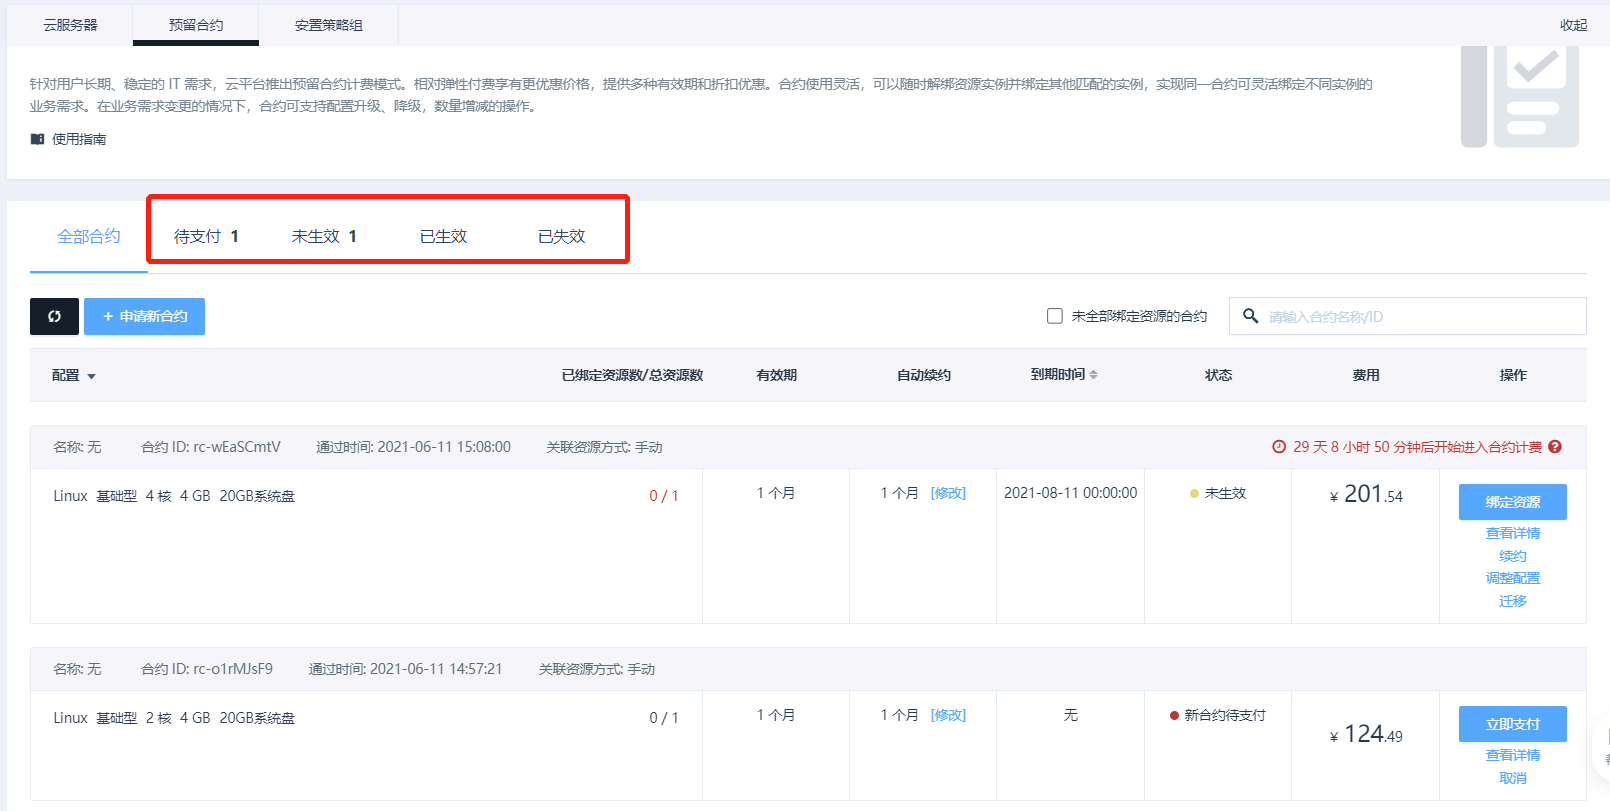 云服务器 预留合约 安置策略组 收起
针对用户长期、稳定的 IT 需求，云平台推出预留合约计费模式。相对弹性付费享有更优惠价格，提供多种有效期和折扣优惠。合约使用灵活，可以随时解绑资源实例并绑定其他匹配的实例，实现同一合约可灵活绑定不同实例的
业务需求。在业务需求变更的情况下，合约可支持配置升级、降级，数量增减的操作。
使用指南
全部合约 待支付 1 未生效 1 已生效 已失效
+ 申请新合约 未全部绑定资源的合约 请输入合约名称/ID
配置 已绑定资源数/总资源数 有效期 自动续约 到期时间 状态 费用 操作
名称: 无 合约 ID: rc-wEaSCmtV 通过时间: 2021-06-11 15:08:00 关联资源方式: 手动 29 天 8 小时 50 分钟后开始进入合约计费
Linux 基础型 4 核 4 GB 20GB系统盘 0 / 1 1 个月 1 个月 [修改] 2021-08-11 00:00:00 未生效 ¥ 201.54 绑定资源
查看详情
续约
调整配置
迁移
名称: 无 合约 ID: rc-o1rMJsF9 通过时间: 2021-06-11 14:57:21 关联资源方式: 手动
Linux 基础型 2 核 4 GB 20GB系统盘 0 / 1 1 个月 1 个月 [修改] 无 新合约待支付 ¥ 124.49 立即支付
查看详情
取消